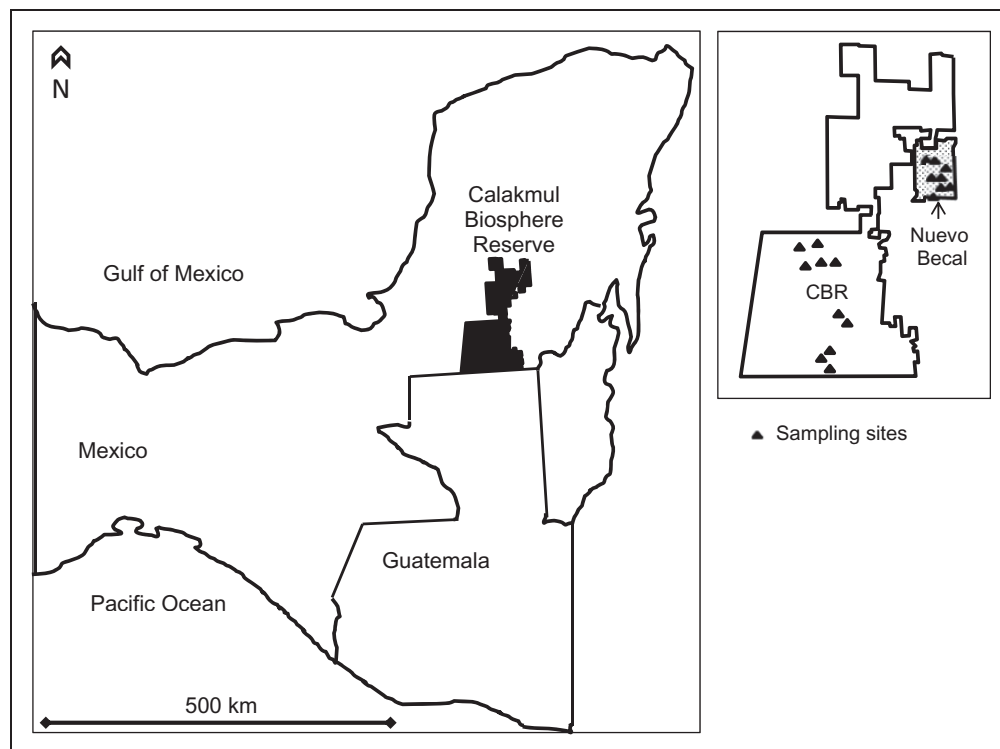 N
Calakmul
Biosphere
Reserve
Gulf of Mexico
Mexico
Guatemala
Pacific Ocean
500 km
Nuevo
Becal
CBR
Sampling sites